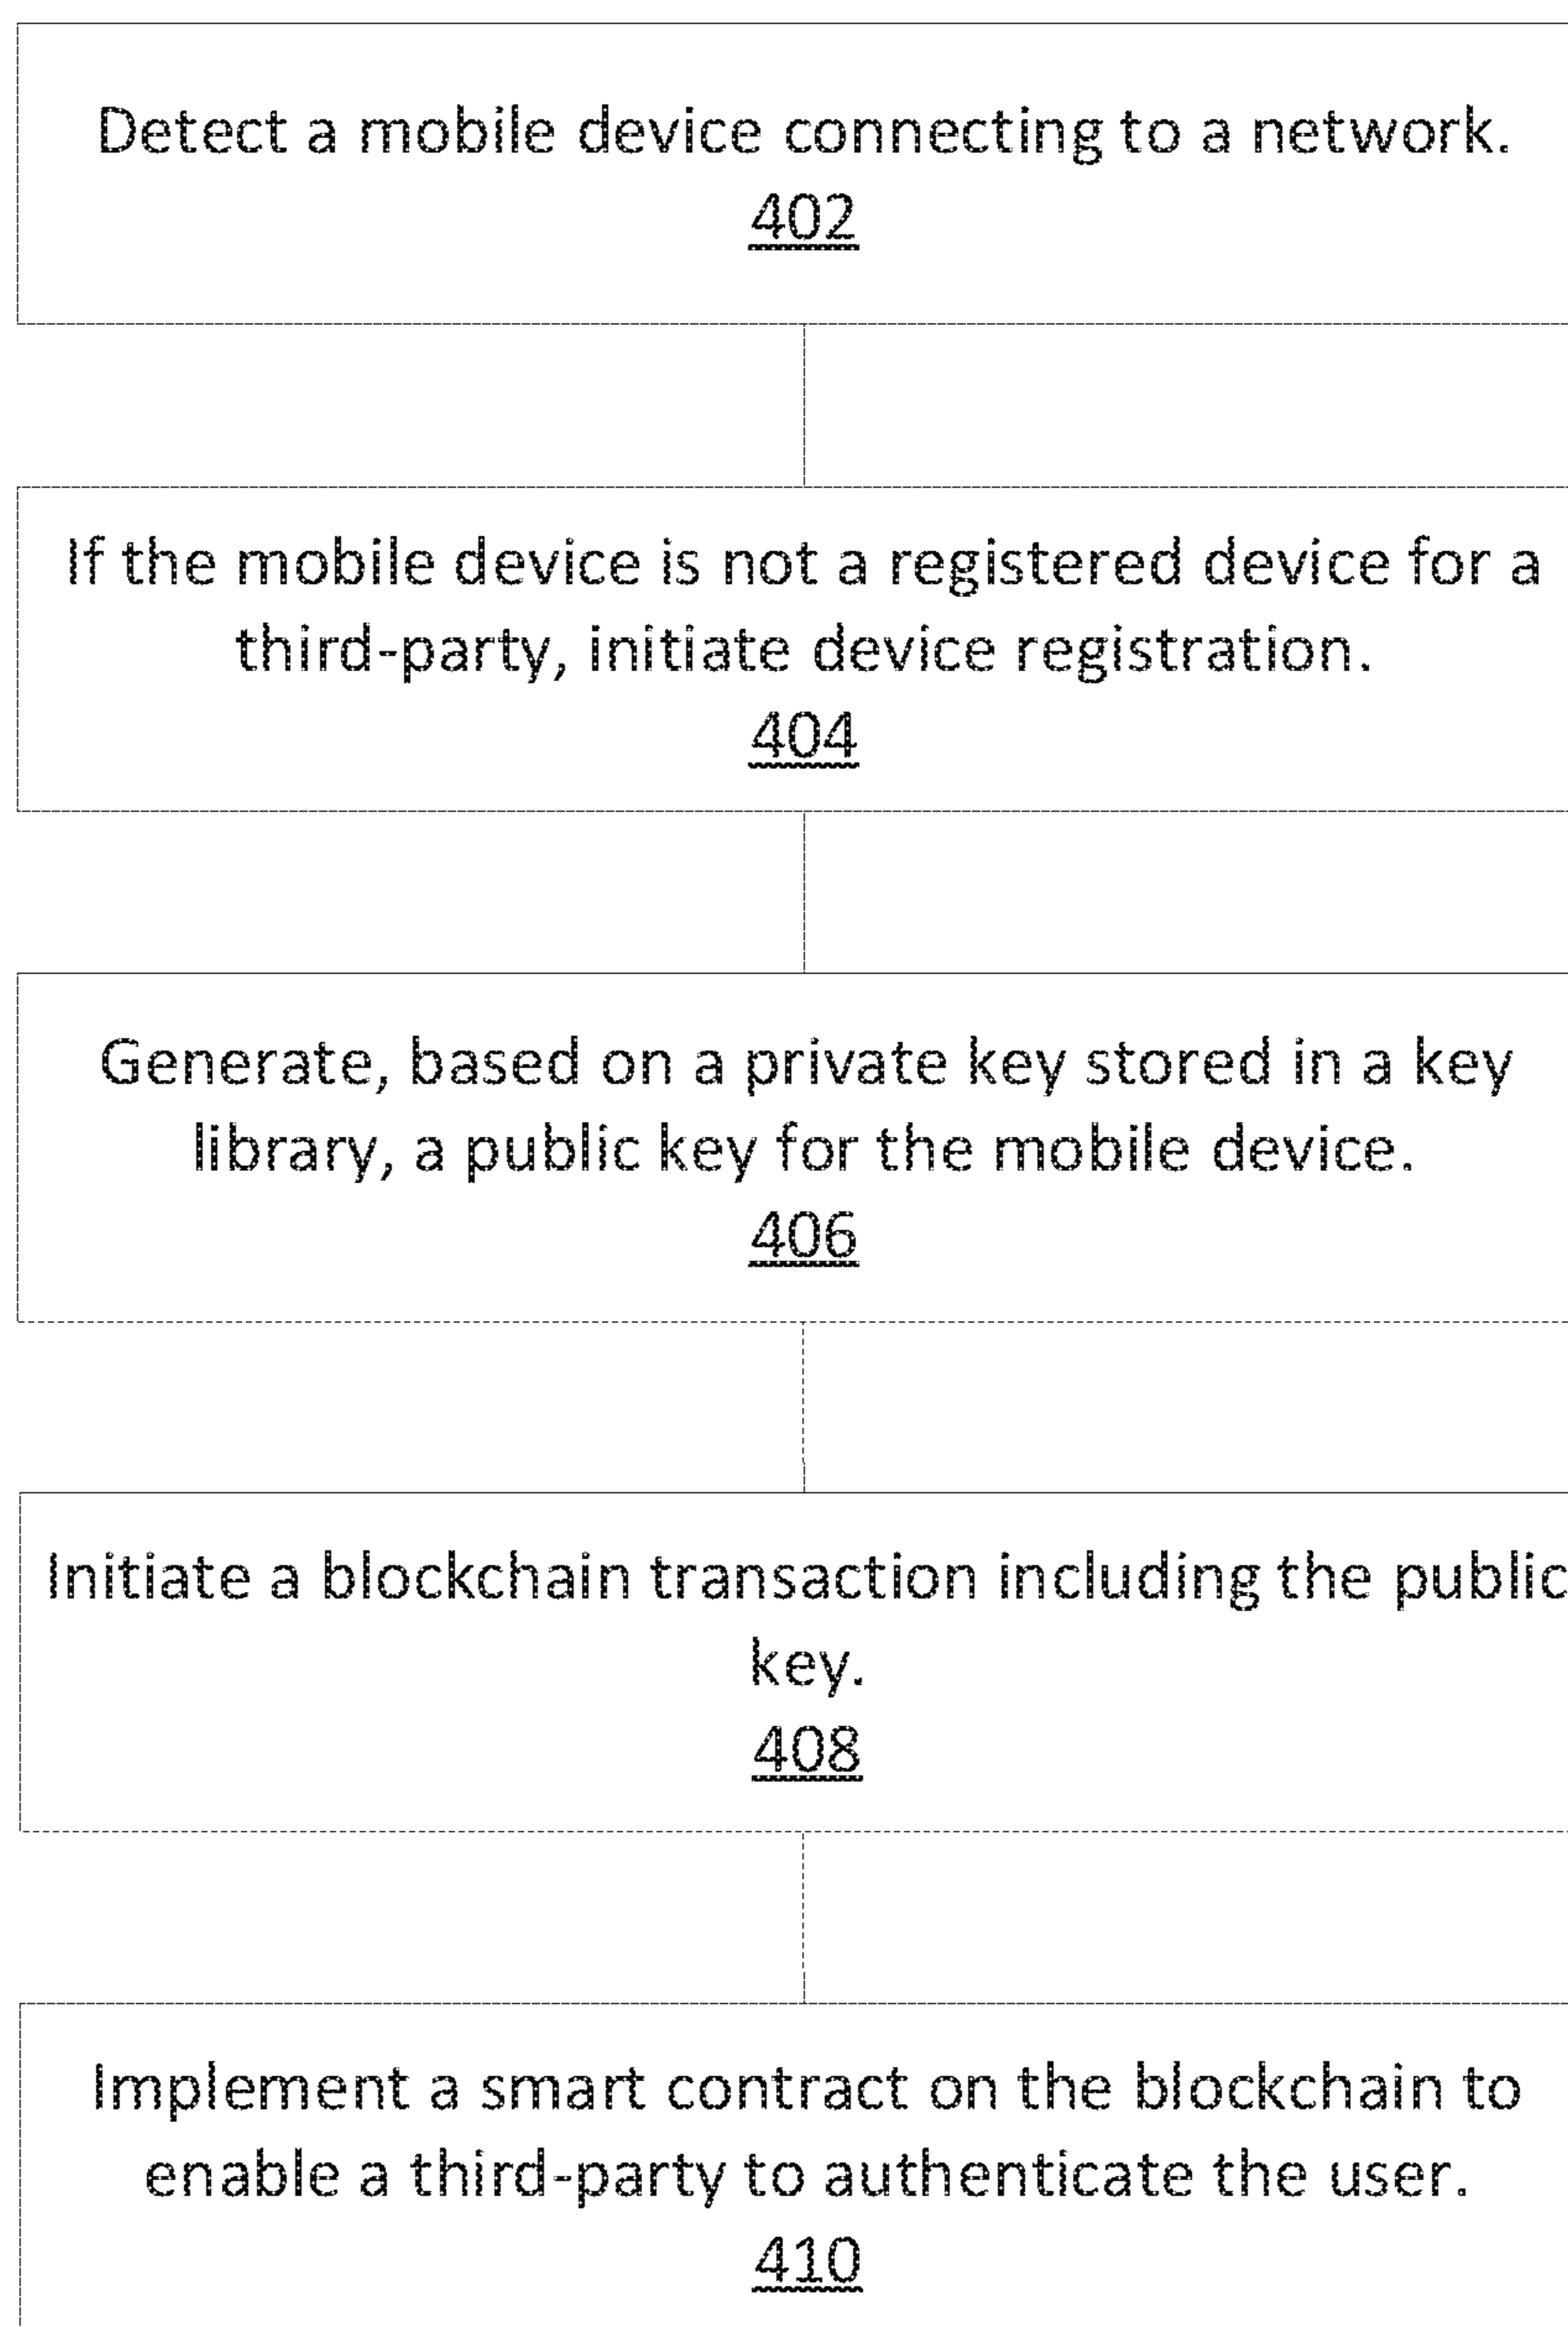 Detect a mobile device connecting to a network.
402
If the mobile device is not a registered device for a
third-party, initiate device registration.
404
Generate, based on a private key stored in a key
library, a public key for the mobile device.
406
Initiate a blockchain transaction including the public
key.
408
Implement a smart contract on the blockchain to
enable a third-party to authenticate the user.
410